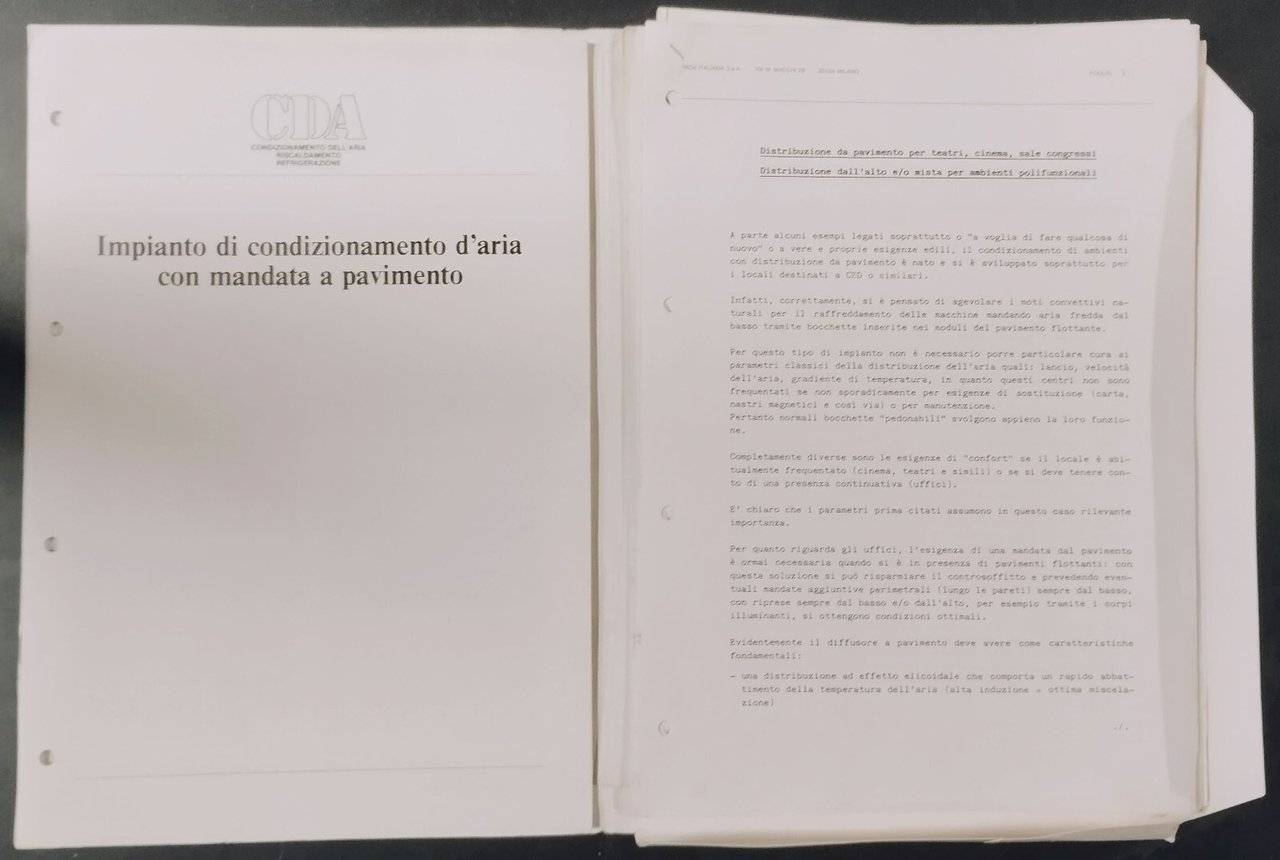 CDA
CONDIZIONAMENTO DELL'ARIA
RISCALDAMENTO
REFRIGERAZIONE
Impianto di condizionamento d'aria
con mandata a pavimento
ITALIANA S.p.A. VIA M. MACCHI 28 20124 MILANO FOGLIO 1.
Distribuzione da pavimento per teatri, cinema, sale congressi
Distribuzione dall'alto e/o mista per ambienti polifunzionali
A parte alcuni esempi legati soprattutto o "a voglia di fare qualcosa di
nuovo" o a vere e proprie esigenze edili, il condizionamento di ambienti
con distribuzione da pavimento è nato e si è sviluppato soprattutto per
i locali destinati a CED o similari.
Infatti, correttamente, si è pensato di agevolare i moti convettivi na-
turali per il raffreddamento delle macchine mandando aria fredda dal
basso tramite bocchette inserite nei moduli del pavimento flottante.
Per questo tipo di impianto non è necessario porre particolare cura ai
parametri classici della distribuzione dell'aria quali: lancio, velocità
dell'aria, gradiente di temperatura, in quanto questi centri non sono
frequentati se non sporadicamente per esigenze di sostituzione (carta,
nastri magnetici e così via) o per manutenzione.
Pertanto normali bocchette "pedonabili" svolgono appieno la loro funzio-
ne.
Completamente diverse sono le esigenze di "confort" se il locale è abi-
tualmente frequentato (cinema, teatri e simili) o se si deve tenere con-
to di una presenza continuativa (uffici).
E' chiaro che i parametri prima citati assumono in questo caso rilevante
importanza.
Per quanto riguarda gli uffici, l'esigenza di una mandata dal pavimento
è ormai necessaria quando si è in presenza di pavimenti flottanti: con
questa soluzione si può risparmiare il controsoffitto e prevedendo even-
tuali mandate aggiuntive perimetrali (lungo le pareti) sempre dal basso,
con riprese sempre dal basso e/o dall'alto, per esempio tramite i corpi
illuminanti, si ottengono condizioni ottimali.
Evidentemente il diffusore a pavimento deve avere come caratteristiche
fondamentali:
- una distribuzione ad effetto elicoidale che comporta un rapido abbat-
timento della temperatura dell'aria (alta induzione = ottima miscela-
zione)
./.